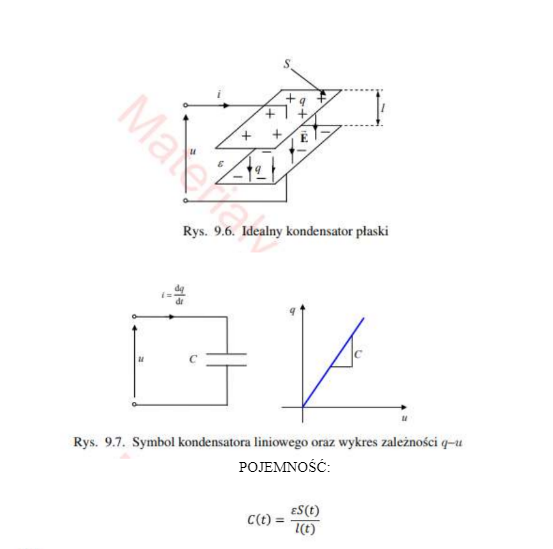 S
i
+ q +
+ +
+ + E −
u
ε
−
q
− −
l
Materiały
Rys. 9.6. Idealny kondensator płaski
i = dq/dt
u
C
q
C
u
Rys. 9.7. Symbol kondensatora liniowego oraz wykres zależności q–u
POJEMNOŚĆ:
C(t) = εS(t)/l(t)